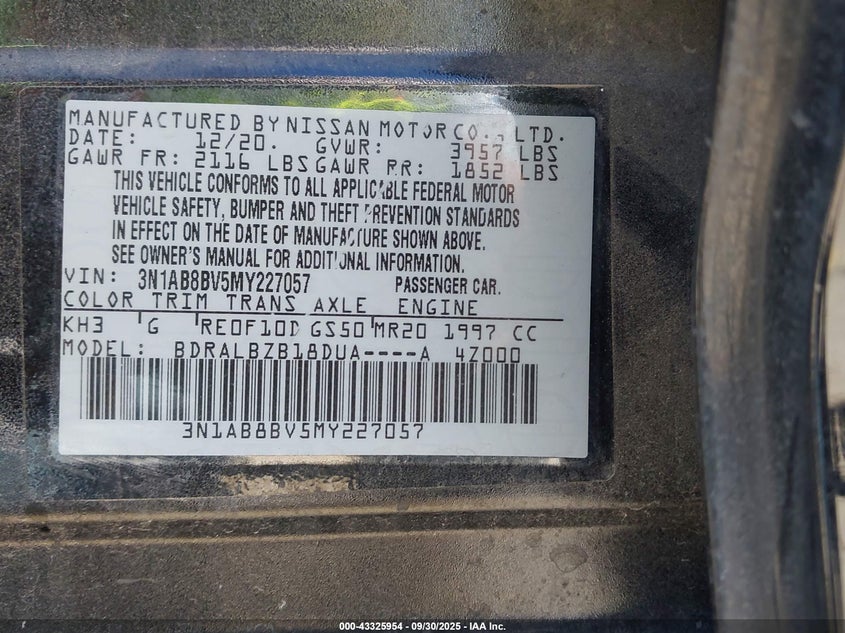 MANUFACTURED BY NISSAN MOTOR CO., LTD.
DATE: 12/20. GVWR: 3957 LBS
GAWR FR: 2116 LBS GAWR RR: 1852 LBS
THIS VEHICLE CONFORMS TO ALL APPLICABLE FEDERAL MOTOR
VEHICLE SAFETY, BUMPER AND THEFT PREVENTION STANDARDS
IN EFFECT ON THE DATE OF MANUFACTURE SHOWN ABOVE.
SEE OWNER'S MANUAL FOR ADDITIONAL INFORMATION.
VIN: 3N1AB8BV5MY227057 PASSENGER CAR.
COLOR TRIM TRANS AXLE ENGINE
KH3 G RE0F10D GS50 MR20 1997 CC
MODEL: BDRALBZB18DUA----A 4Z000
3N1AB8BV5MY227057
000-43325954 - 09/30/2025 - IAA Inc.